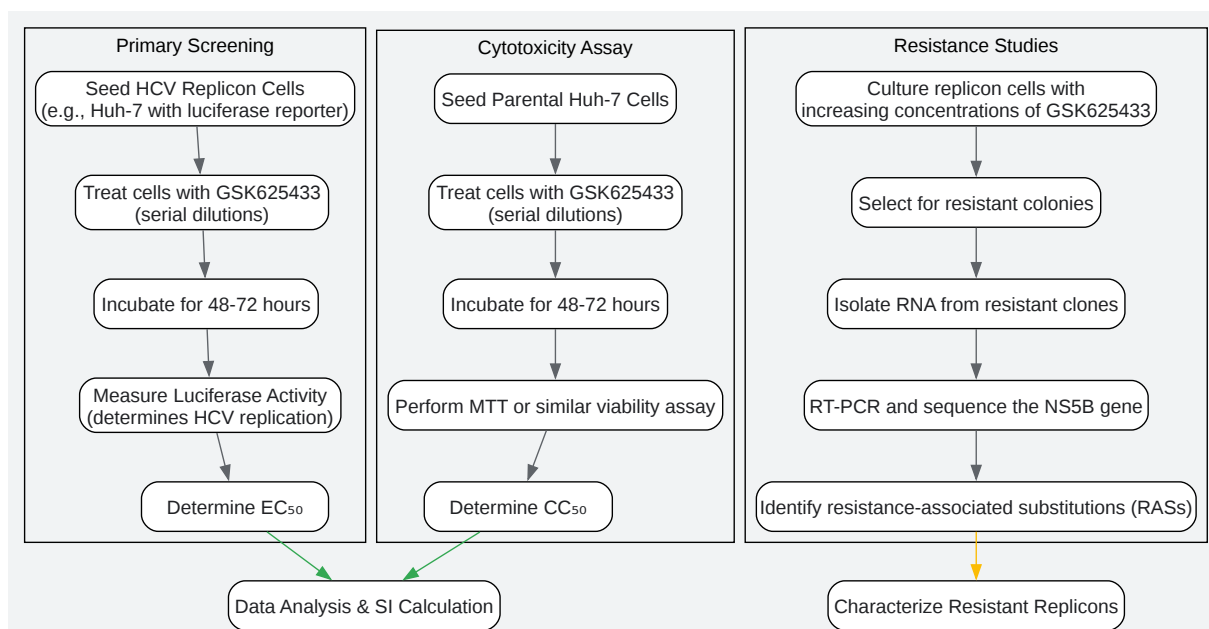 Primary Screening
Seed HCV Replicon Cells
(e.g., Huh-7 with luciferase reporter)
Treat cells with GSK625433
(serial dilutions)
Incubate for 48-72 hours
Measure Luciferase Activity
(determines HCV replication)
Determine EC₅₀
Cytotoxicity Assay
Seed Parental Huh-7 Cells
Treat cells with GSK625433
(serial dilutions)
Incubate for 48-72 hours
Perform MTT or similar viability assay
Determine CC₅₀
Data Analysis & SI Calculation
Resistance Studies
Culture replicon cells with
increasing concentrations of GSK625433
Select for resistant colonies
Isolate RNA from resistant clones
RT-PCR and sequence the NS5B gene
Identify resistance-associated substitutions (RASs)
Characterize Resistant Replicons